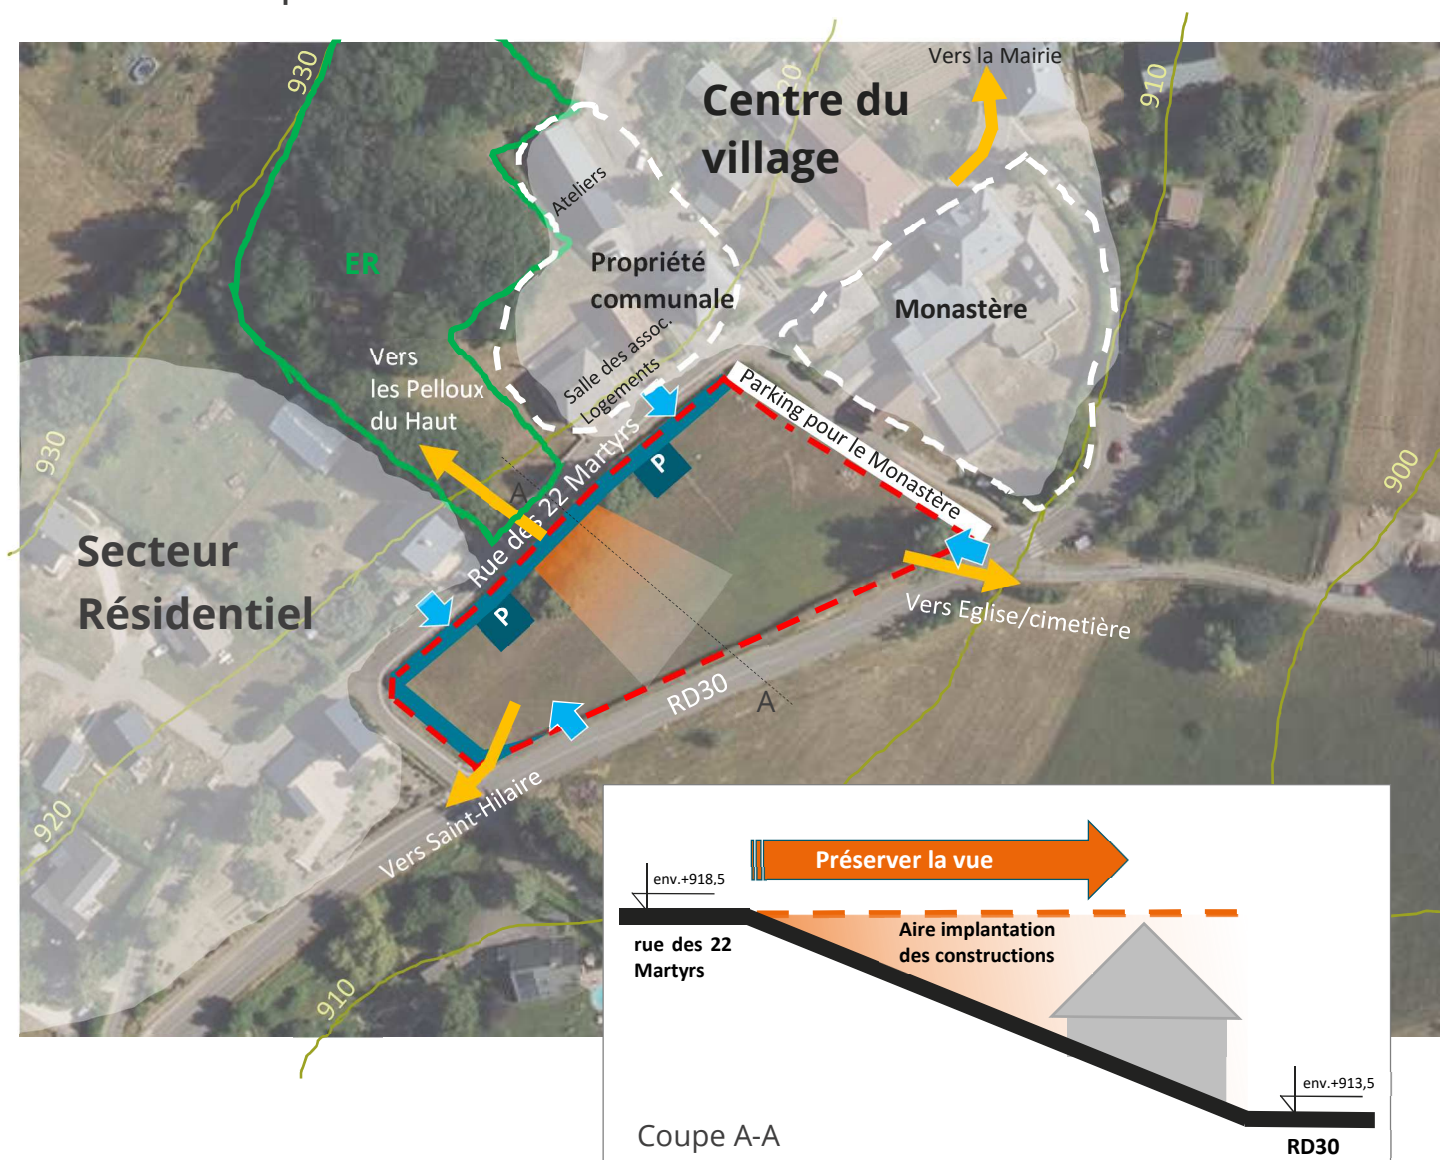 Vers la Mairie
930
930
910
Centre du
village
Ateliers
ER
Propriété
communale
Monastère
Salle des assoc.
Logements
Vers
les Pelloux
du Haut
Parking pour le Monastère
930
900
P
Rue des 22 Martyrs
A
Secteur
Résidentiel
P
Vers Eglise/cimetière
RD30
A
920
Vers Saint-Hilaire
910
Préserver la vue
env.+918,5
rue des 22
Martyrs
Aire implantation
des constructions
env.+913,5
Coupe A-A
RD30